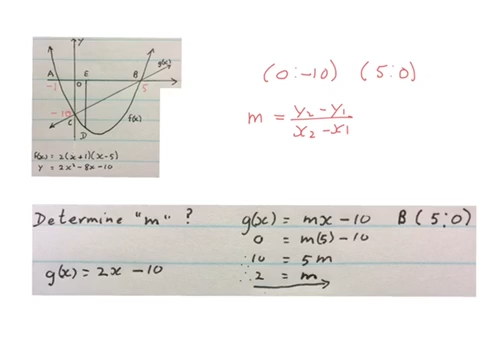 y
g(x)
A
E
B
x
-1
0
5
-10
C
D
f(x)
f(x) = 2(x+1)(x-5)
y = 2x² - 8x - 10
(0:-10) (5:0)
m = (y₂-y₁)/(x₂-x₁)
Determine "m" ?
g(x) = 2x - 10
g(x) = mx - 10 B(5:0)
0 = m(5) - 10
∴ 10 = 5m
∴ 2 = m